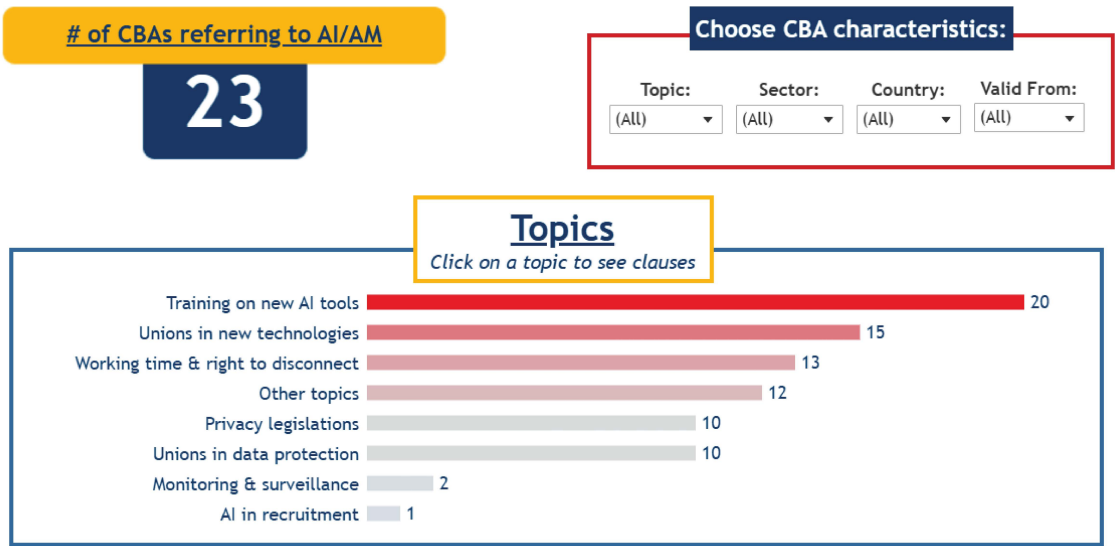 # of CBAs referring to AI/AM
23
Choose CBA characteristics:
Topic: Sector: Country: Valid From:
(All) (All) (All) (All)
Topics
Click on a topic to see clauses
Training on new AI tools 20
Unions in new technologies 15
Working time & right to disconnect 13
Other topics 12
Privacy legislations 10
Unions in data protection 10
Monitoring & surveillance 2
AI in recruitment 1